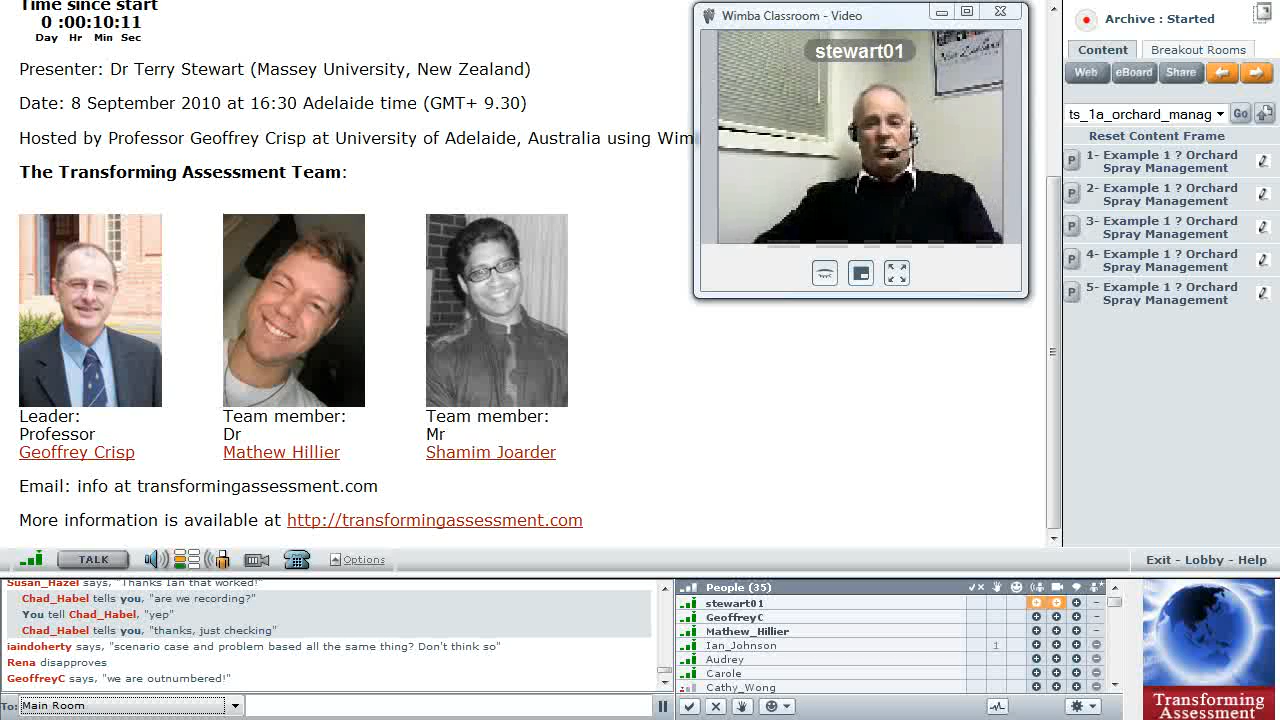 Time since start
0 :00:10:11
Day Hr Min Sec
Presenter: Dr Terry Stewart (Massey University, New Zealand)
Date: 8 September 2010 at 16:30 Adelaide time (GMT+ 9.30)
Hosted by Professor Geoffrey Crisp at University of Adelaide, Australia using Wim
The Transforming Assessment Team:
Leader:
Professor
Geoffrey Crisp
Team member:
Dr
Mathew Hillier
Team member:
Mr
Shamim Joarder
Email: info at transformingassessment.com
More information is available at http://transformingassessment.com
Wimba Classroom - Video
stewart01
Archive : Started
Content
Breakout Rooms
Web
eBoard
Share
ts_1a_orchard_manag
Go
Reset Content Frame
P 1- Example 1 ? Orchard
Spray Management
P 2- Example 1 ? Orchard
Spray Management
P 3- Example 1 ? Orchard
Spray Management
P 4- Example 1 ? Orchard
Spray Management
P 5- Example 1 ? Orchard
Spray Management
TALK
Options
Exit - Lobby - Help
Susan_Hazel says, "Thanks Ian that worked!"
Chad_Habel tells you, "are we recording?"
You tell Chad_Habel, "yep"
Chad_Habel tells you, "thanks, just checking"
iaindoherty says, "scenario case and problem based all the same thing? Don't think so"
Rena disapproves
GeoffreyC says, "we are outnumbered!"
To: Main Room
People (35)
stewart01
GeoffreyC
Mathew_Hillier
Ian_Johnson 1
Audrey
Carole
Cathy_Wong
Transforming
Assessment